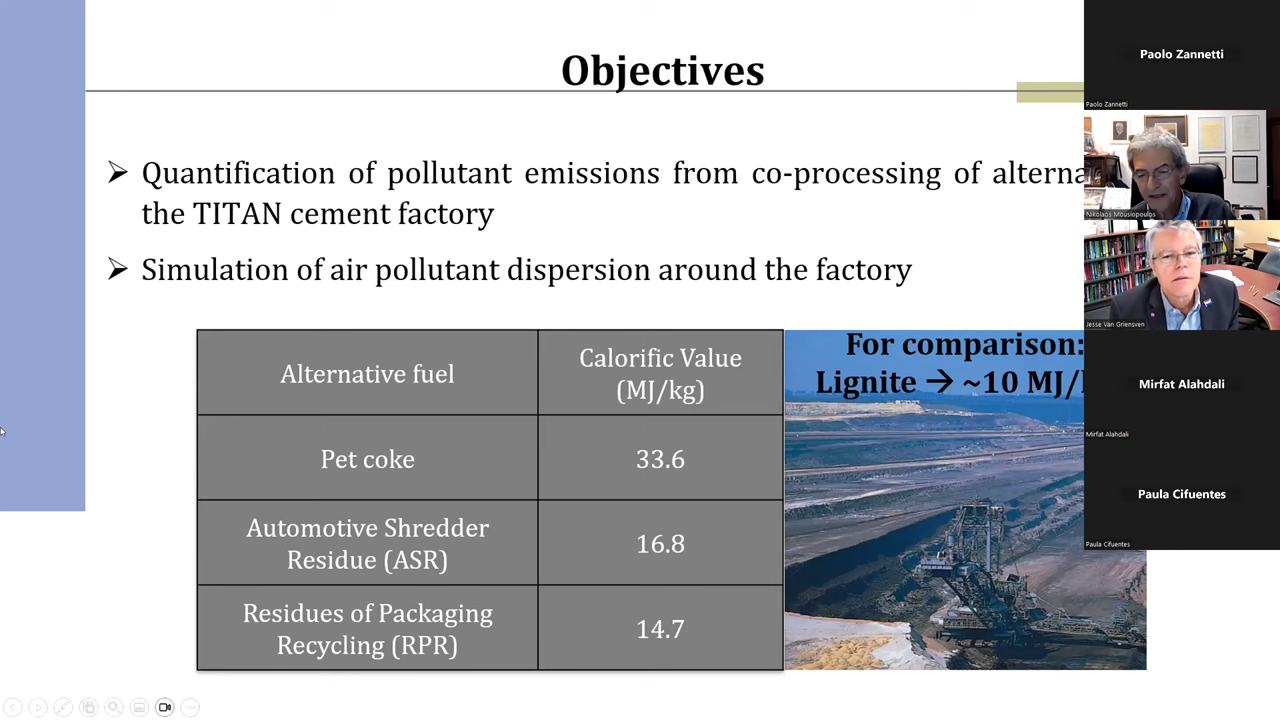 Objectives
➢ Quantification of pollutant emissions from co-processing of alterna
the TITAN cement factory
➢ Simulation of air pollutant dispersion around the factory
Alternative fuel
Calorific Value
(MJ/kg)
Pet coke
33.6
Automotive Shredder
Residue (ASR)
16.8
Residues of Packaging
Recycling (RPR)
14.7
For comparison:
Lignite → ~10 MJ/
Paolo Zannetti
Paolo Zannetti
Nikolaos Mousiopoulos
Jesse Van Griensven
Mirfat Alahdali
Mirfat Alahdali
Paula Cifuentes
Paula Cifuentes